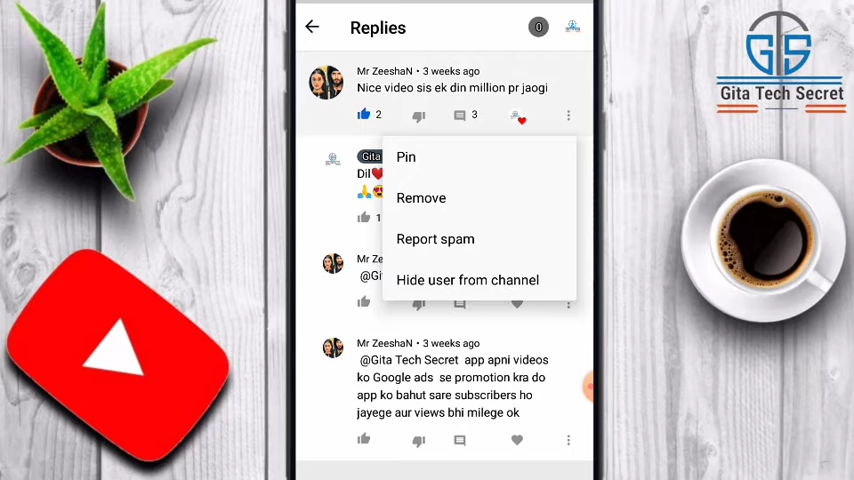 Replies
0
GTS
Gita Tech Secret
Mr ZeeshaN • 3 weeks ago
Nice video sis ek din million pr jaogi
2
3
Pin
Remove
Report spam
Hide user from channel
Gita
Dil
1
Mr Ze
@Gi
Mr ZeeshaN • 3 weeks ago
@Gita Tech Secret app apni videos
ko Google ads se promotion kra do
app ko bahut sare subscribers ho
jayege aur views bhi milege ok